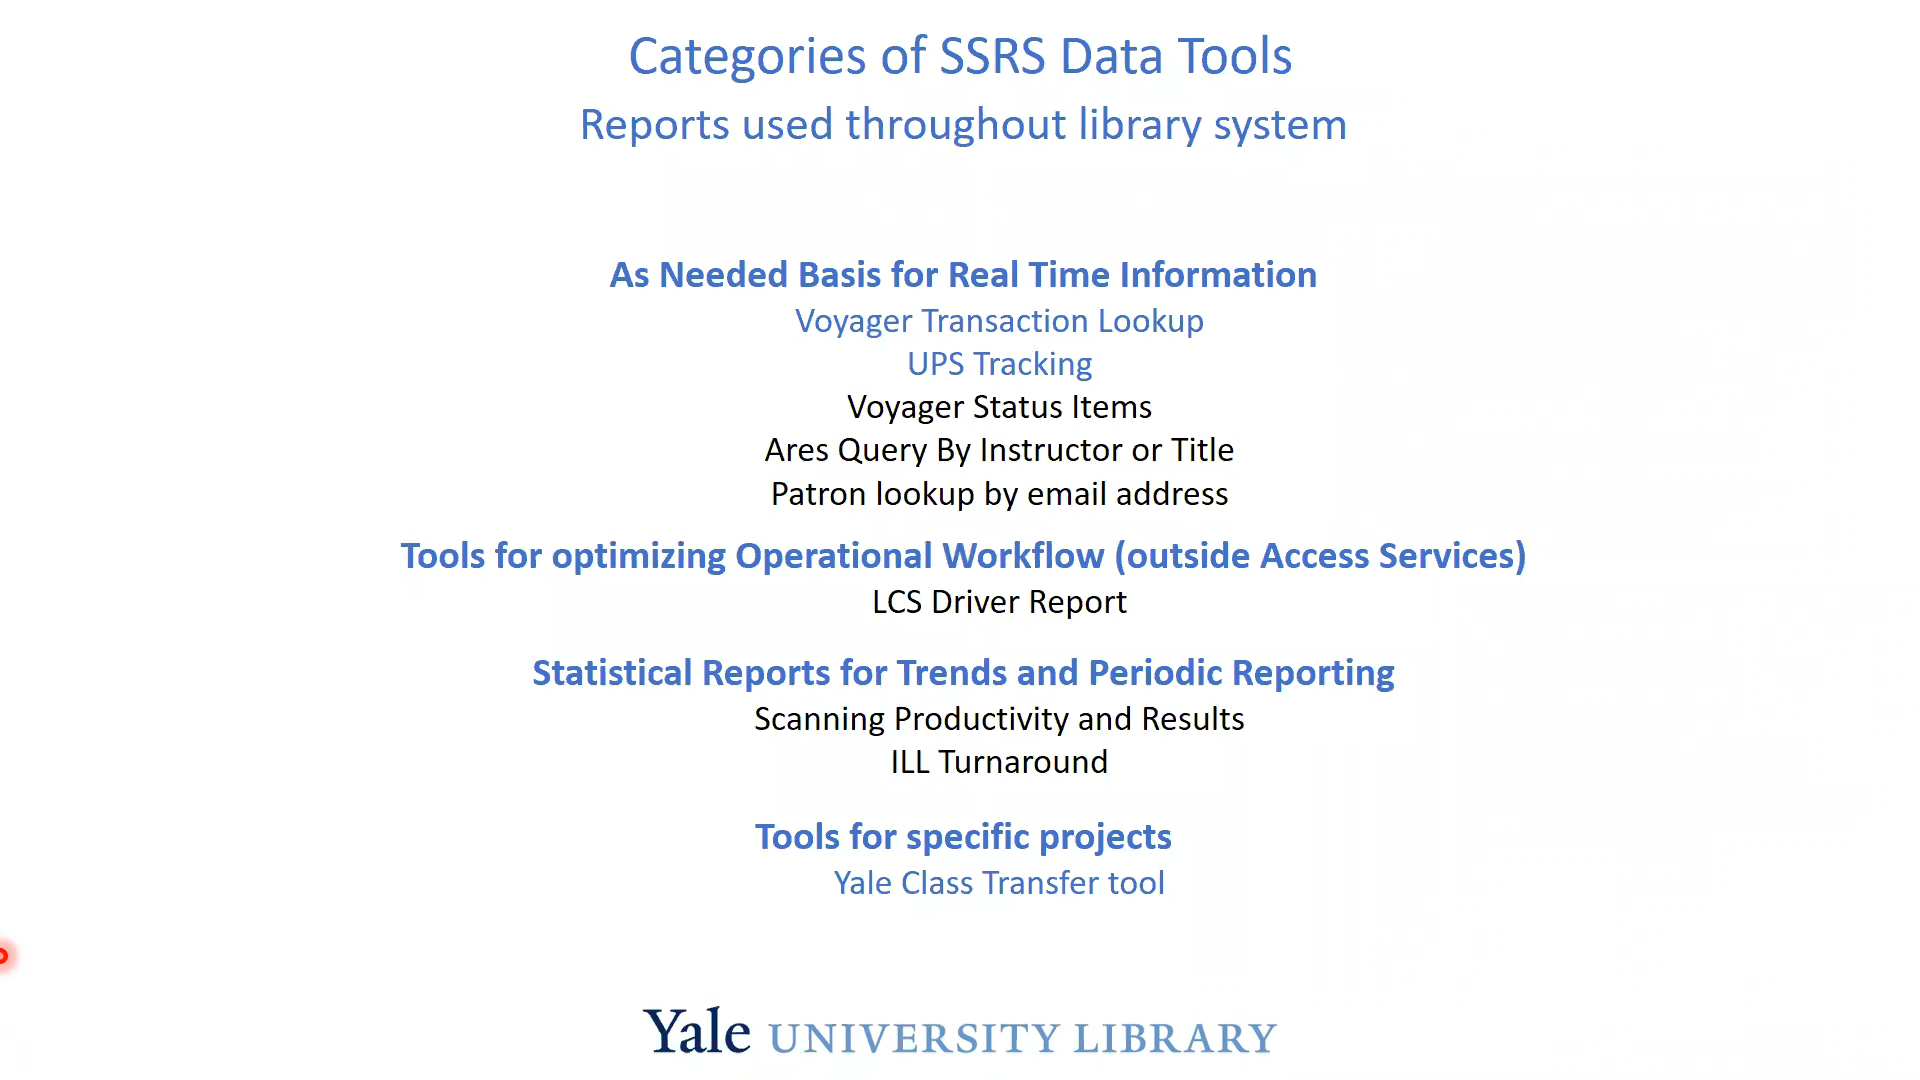 Categories of SSRS Data Tools
Reports used throughout library system
As Needed Basis for Real Time Information
Voyager Transaction Lookup
UPS Tracking
Voyager Status Items
Ares Query By Instructor or Title
Patron lookup by email address
Tools for optimizing Operational Workflow (outside Access Services)
LCS Driver Report
Statistical Reports for Trends and Periodic Reporting
Scanning Productivity and Results
ILL Turnaround
Tools for specific projects
Yale Class Transfer tool
Yale UNIVERSITY LIBRARY